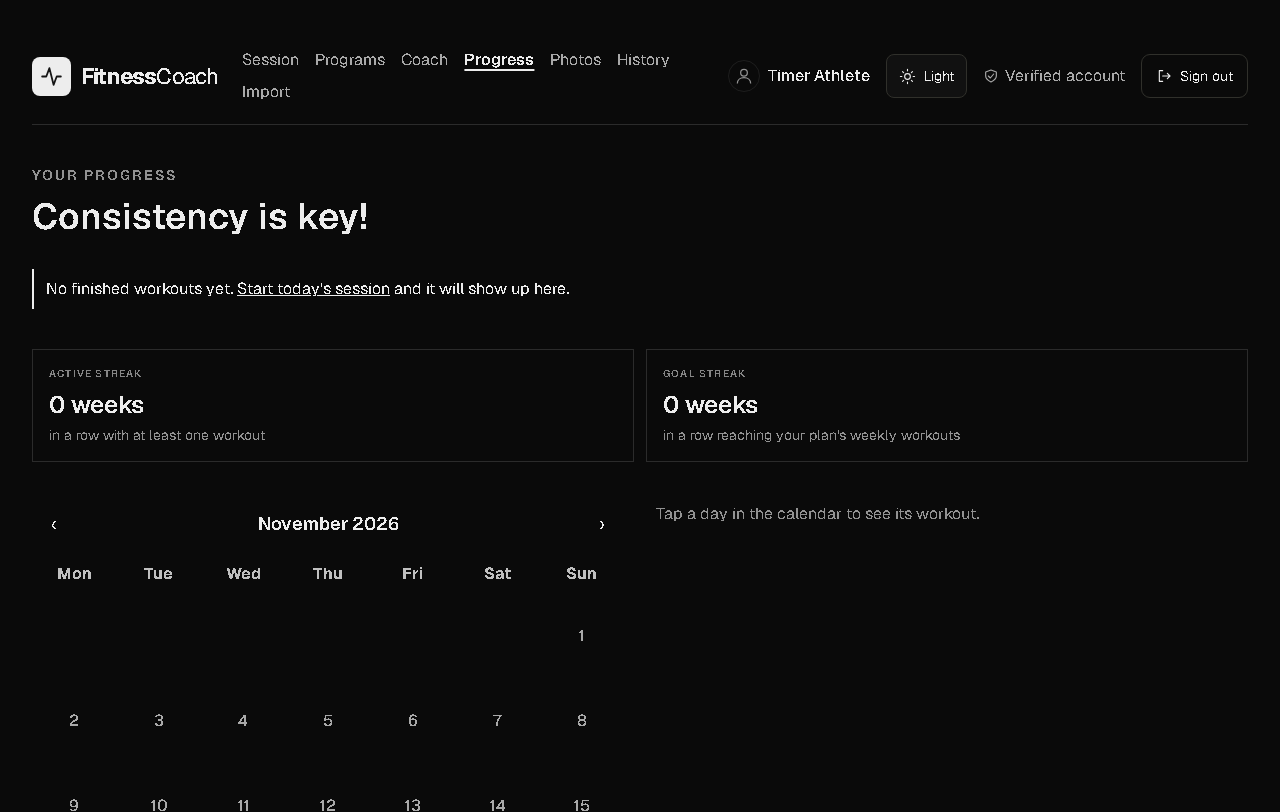 FitnessCoach
Session Programs Coach Progress Photos History
Import
Timer Athlete
Light
Verified account
Sign out
YOUR PROGRESS
Consistency is key!
No finished workouts yet. Start today's session and it will show up here.
ACTIVE STREAK
0 weeks
in a row with at least one workout
GOAL STREAK
0 weeks
in a row reaching your plan's weekly workouts
‹ November 2026 ›
Mon Tue Wed Thu Fri Sat Sun
1
2 3 4 5 6 7 8
9 10 11 12 13 14 15
Tap a day in the calendar to see its workout.